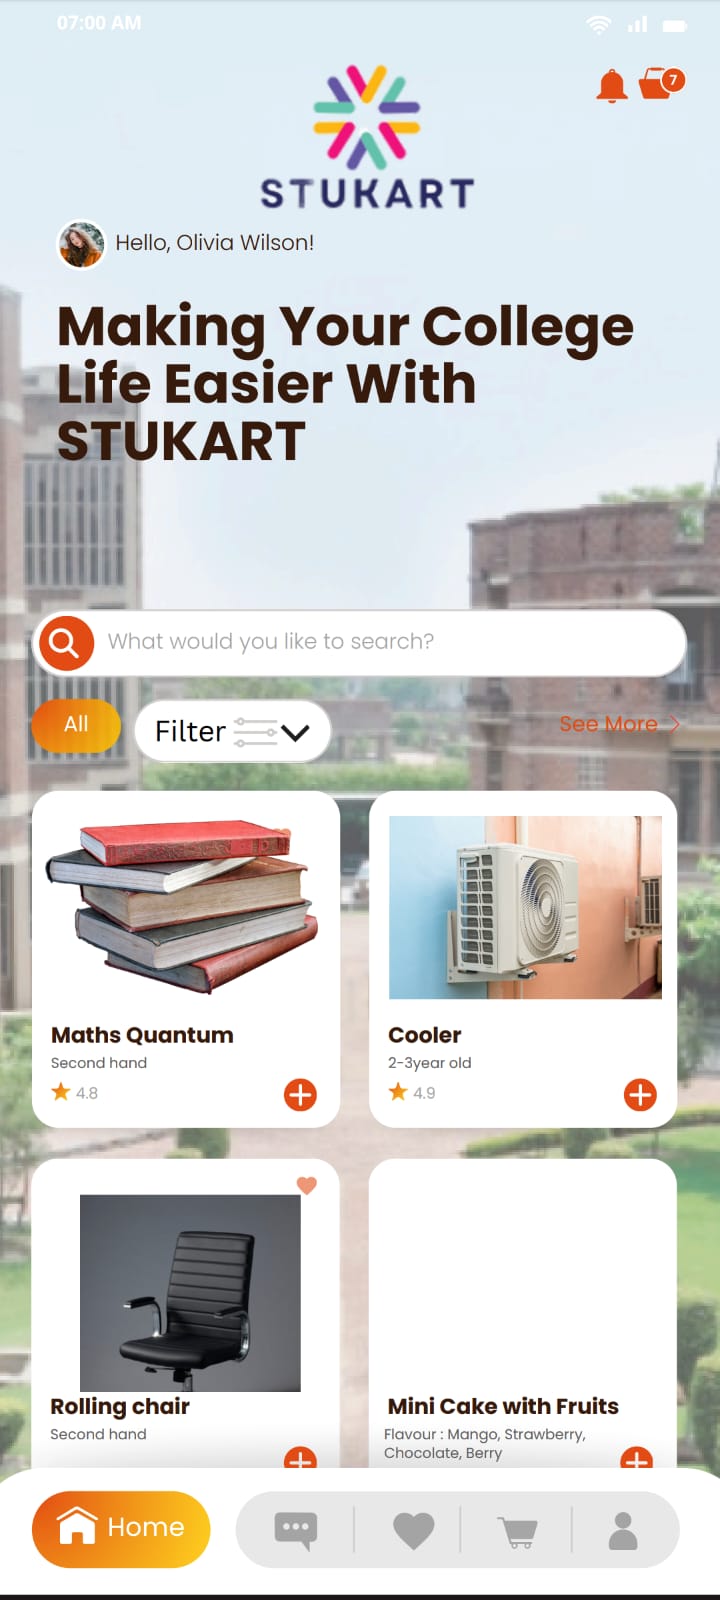 07:00 AM
7
STUKART
Hello, Olivia Wilson!
Making Your College
Life Easier With
STUKART
What would you like to search?
All
Filter
See More
Maths Quantum
Second hand
4.8
Cooler
2-3year old
4.9
Rolling chair
Second hand
Mini Cake with Fruits
Flavour : Mango, Strawberry,
Chocolate, Berry
Home